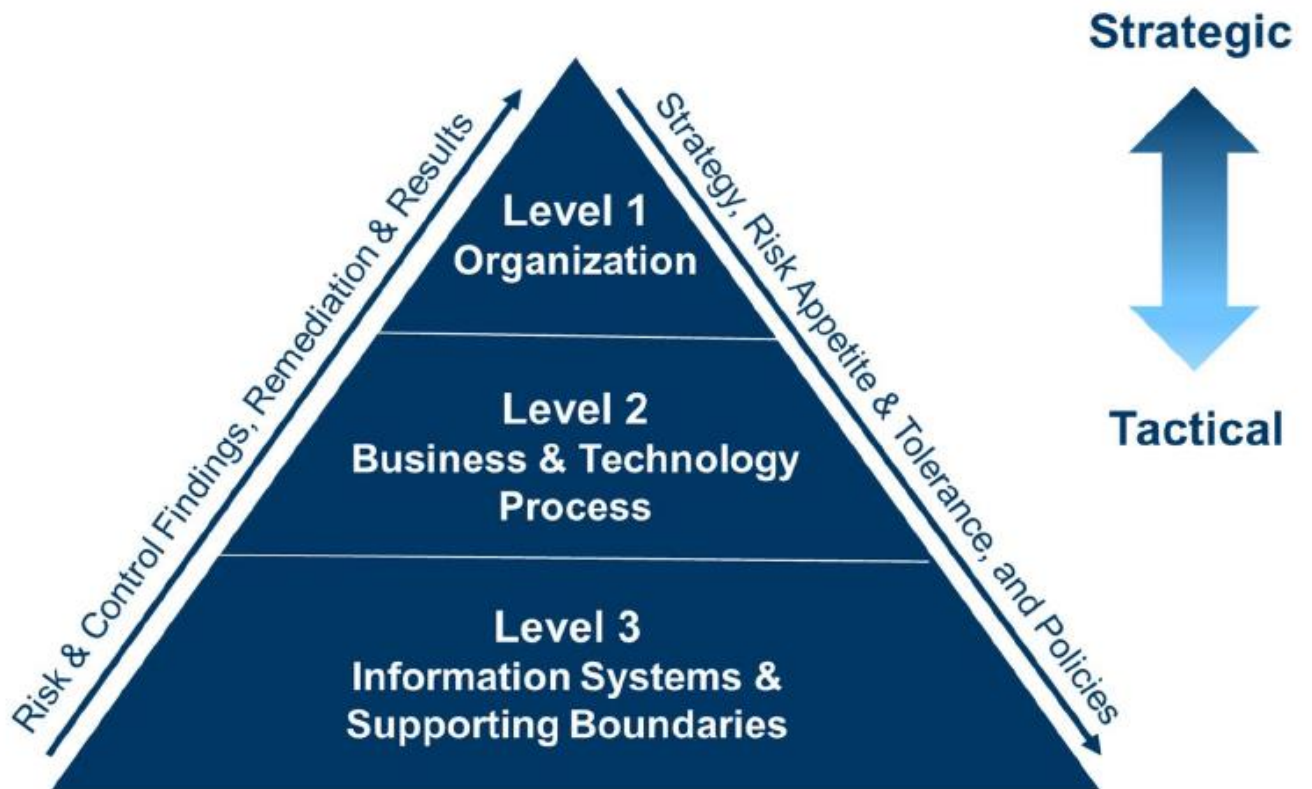 Strategic
Risk & Control Findings, Remediation & Results
Strategy, Risk Appetite & Tolerance, and Policies
Level 1
Organization
Level 2
Business & Technology
Process
Tactical
Level 3
Information Systems &
Supporting Boundaries